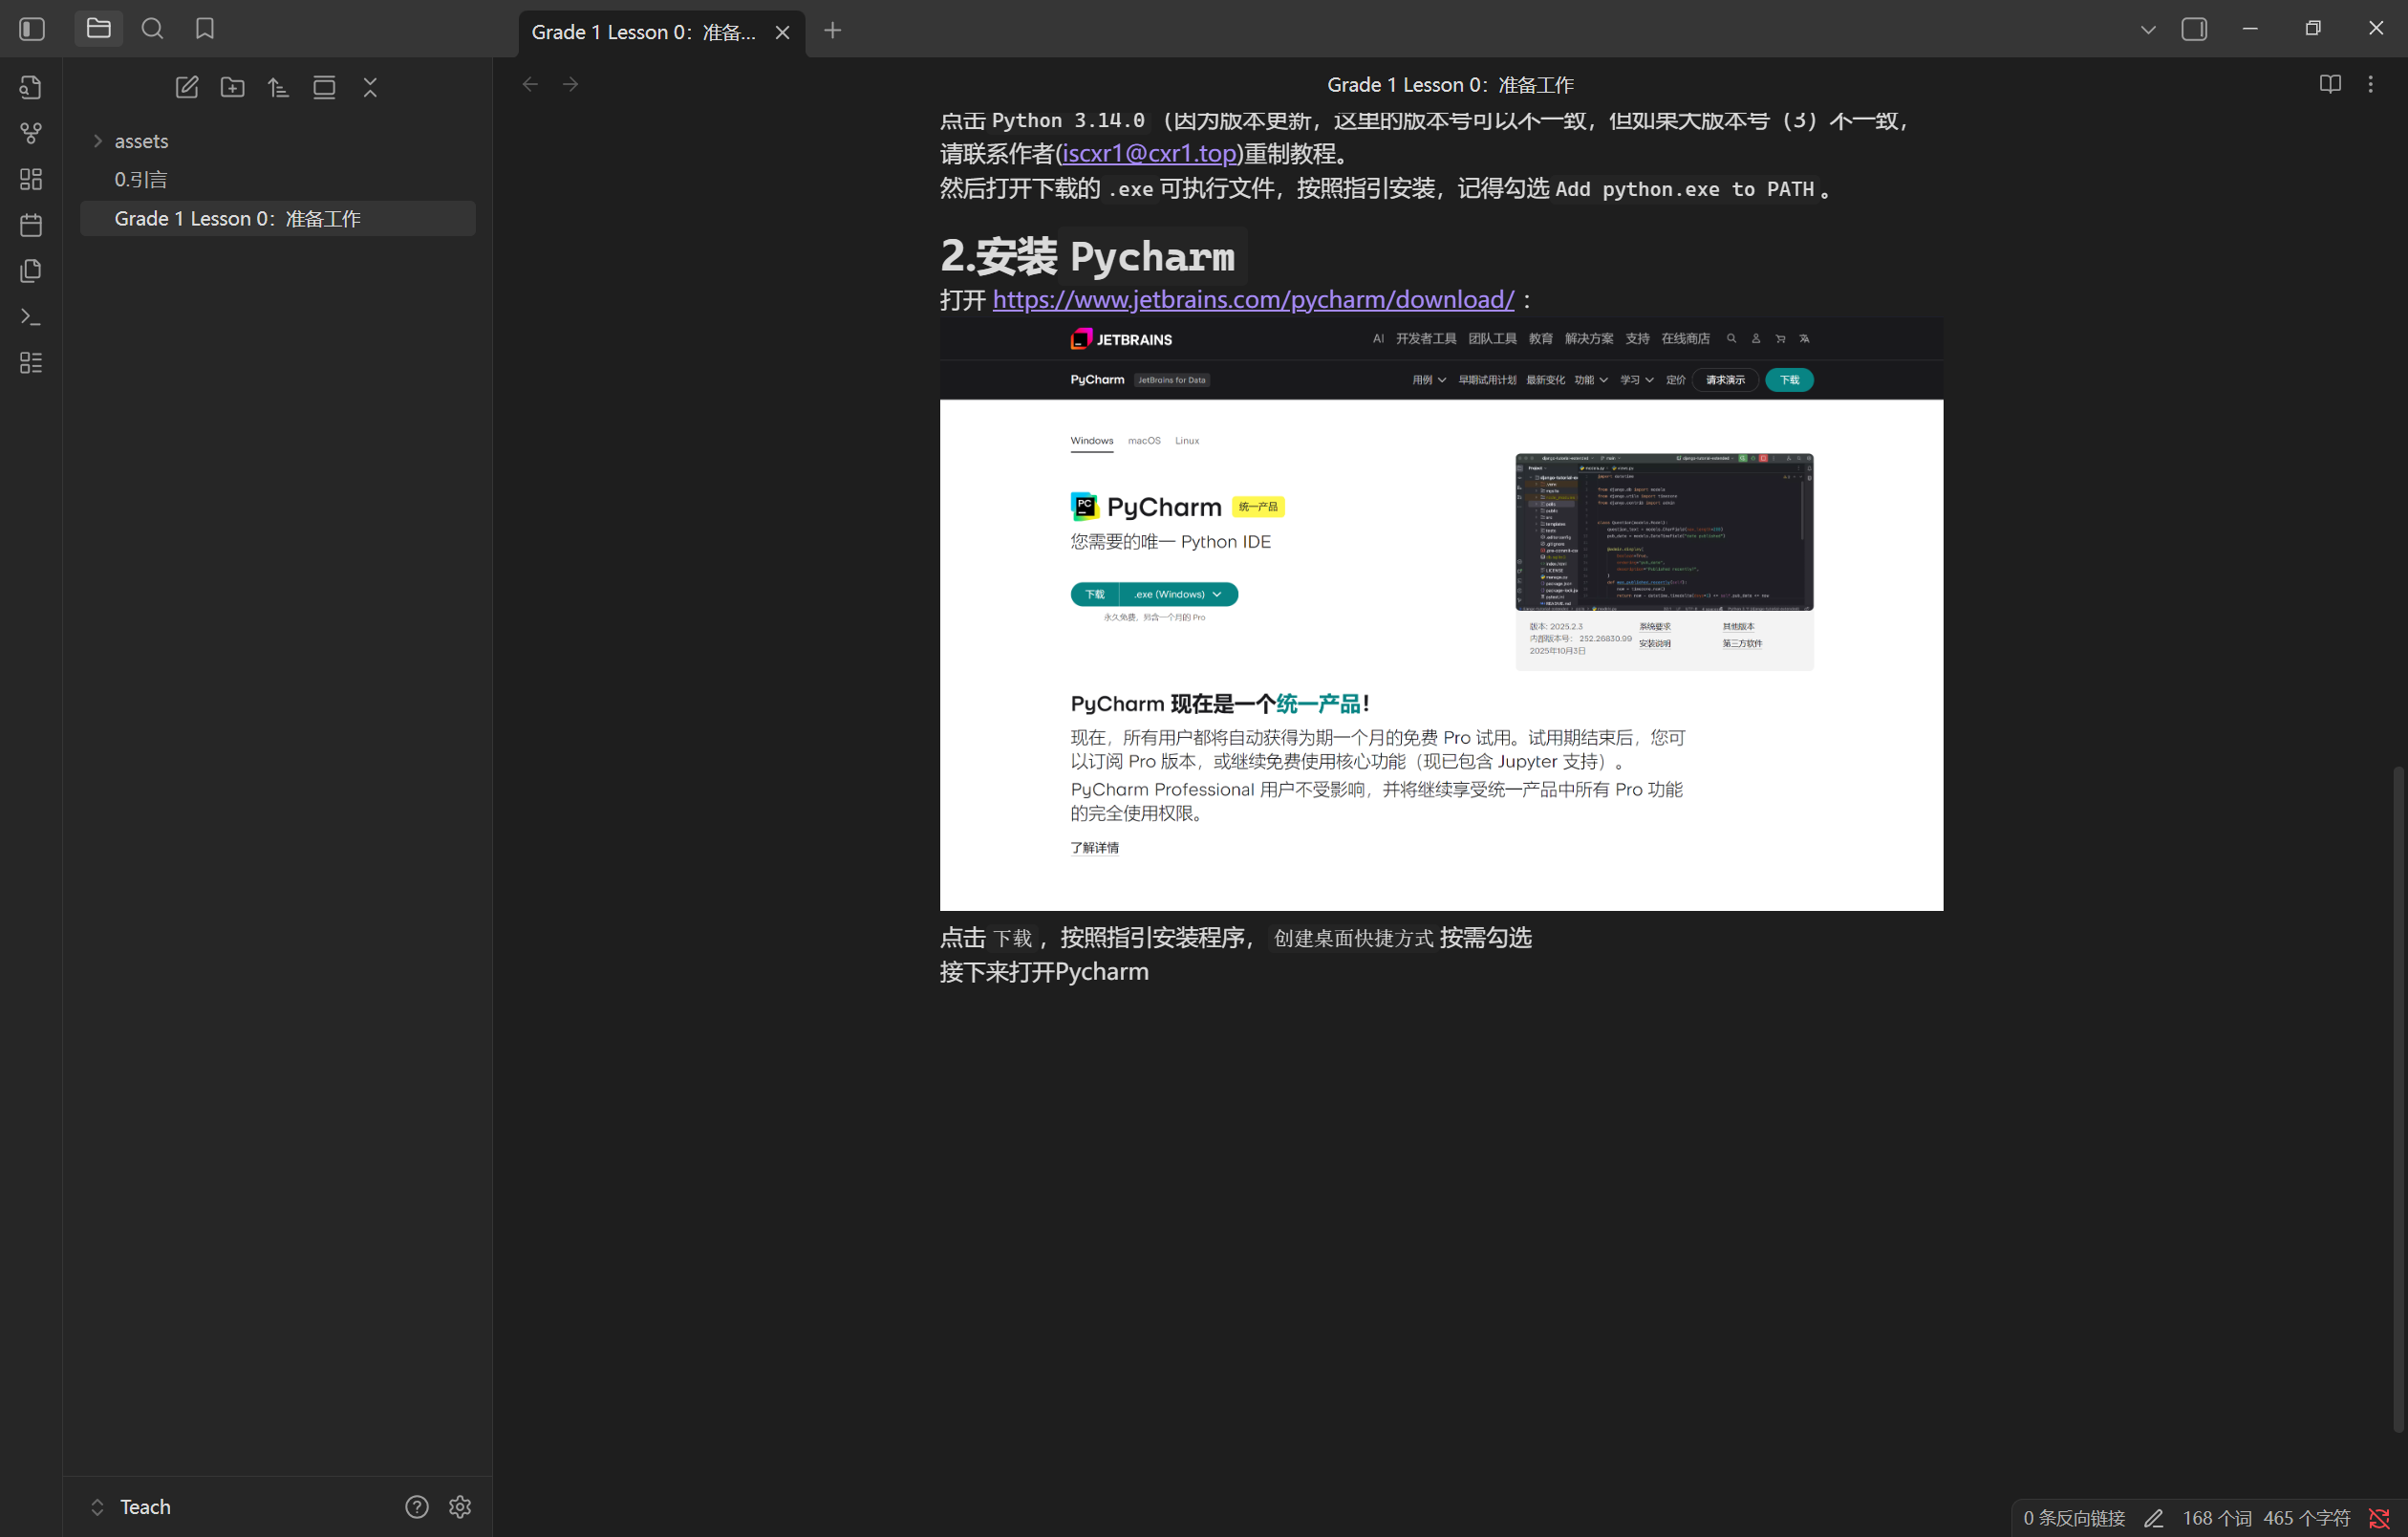 Grade 1 Lesson 0：准备...
Grade 1 Lesson 0：准备工作
assets
0.引言
Grade 1 Lesson 0：准备工作
点击 Python 3.14.0 （因为版本更新，这里的版本号可以不一致，但如果大版本号（3）不一致，
请联系作者(iscxr1@cxr1.top)重制教程。
然后打开下载的 .exe 可执行文件，按照指引安装，记得勾选 Add python.exe to PATH 。
2.安装 Pycharm
打开 https://www.jetbrains.com/pycharm/download/ ：
JETBRAINS
AI 开发者工具 团队工具 教育 解决方案 支持 在线商店
PyCharm JetBrains for Data 用例 早期试用计划 最新变化 功能 学习 定价 请求演示 下载
Windows macOS Linux
PC PyCharm 统一产品
您需要的唯一 Python IDE
下载 .exe (Windows)
永久免费，包含一个月的 Pro
版本: 2025.2.3 系统要求 其他版本
内部版本号： 252.26830.99 安装说明 第三方软件
2025年10月3日
PyCharm 现在是一个统一产品！
现在，所有用户都将自动获得为期一个月的免费 Pro 试用。试用期结束后，您可
以订阅 Pro 版本，或继续免费使用核心功能（现已包含 Jupyter 支持）。
PyCharm Professional 用户不受影响，并将继续享受统一产品中所有 Pro 功能
的完全使用权限。
了解详情
点击 下载 ，按照指引安装程序， 创建桌面快捷方式 按需勾选
接下来打开Pycharm
Teach
0 条反向链接 168 个词 465 个字符